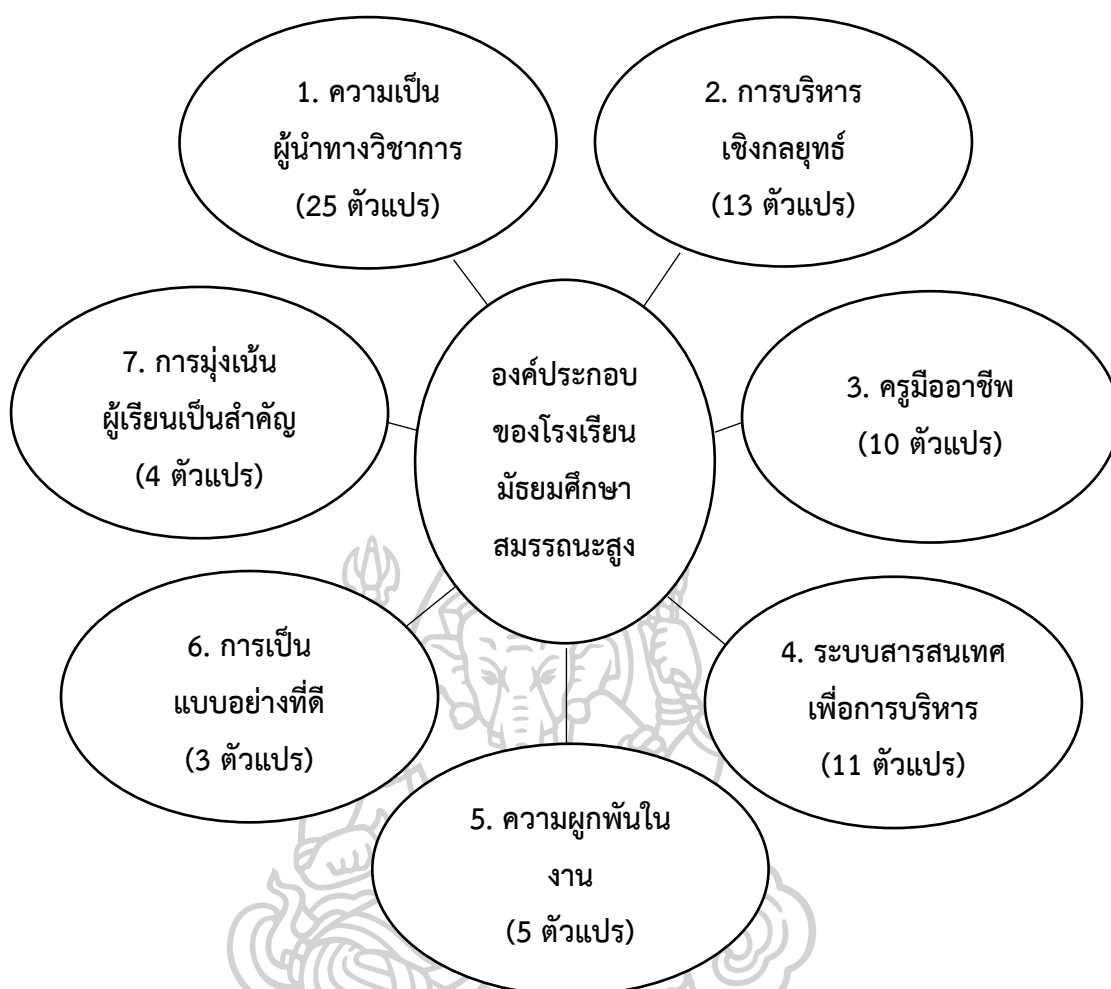 1. ความเป็น
ผู้นำทางวิชาการ
(25 ตัวแปร)
2. การบริหาร
เชิงกลยุทธ์
(13 ตัวแปร)
องค์ประกอบ
ของโรงเรียน
มัธยมศึกษา
สมรรถนะสูง
3. ครูมืออาชีพ
(10 ตัวแปร)
4. ระบบสารสนเทศ
เพื่อการบริหาร
(11 ตัวแปร)
5. ความผูกพันใน
งาน
(5 ตัวแปร)
6. การเป็น
แบบอย่างที่ดี
(3 ตัวแปร)
7. การมุ่งเน้น
ผู้เรียนเป็นสำคัญ
(4 ตัวแปร)